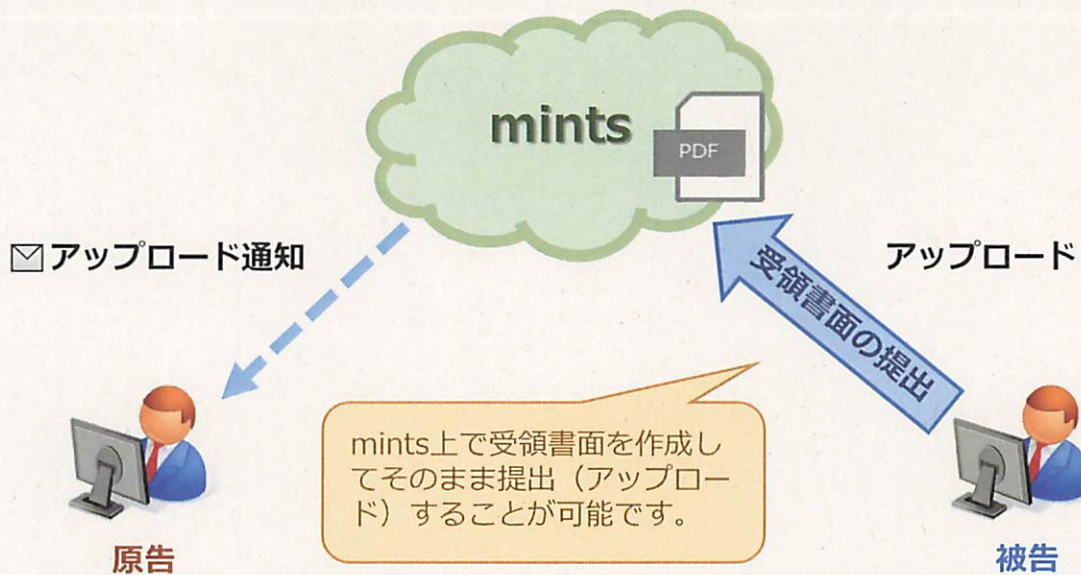 mints
PDF
アップロード通知
アップロード
受領書面の提出
mints上で受領書面を作成し
てそのまま提出（アップロー
ド）することが可能です。
原告
被告